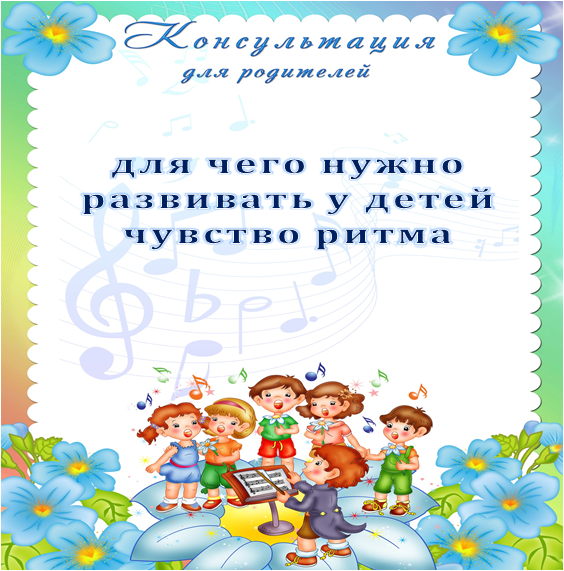 Консультация
для родителей
для чего нужно
развивать у детей
чувство ритма